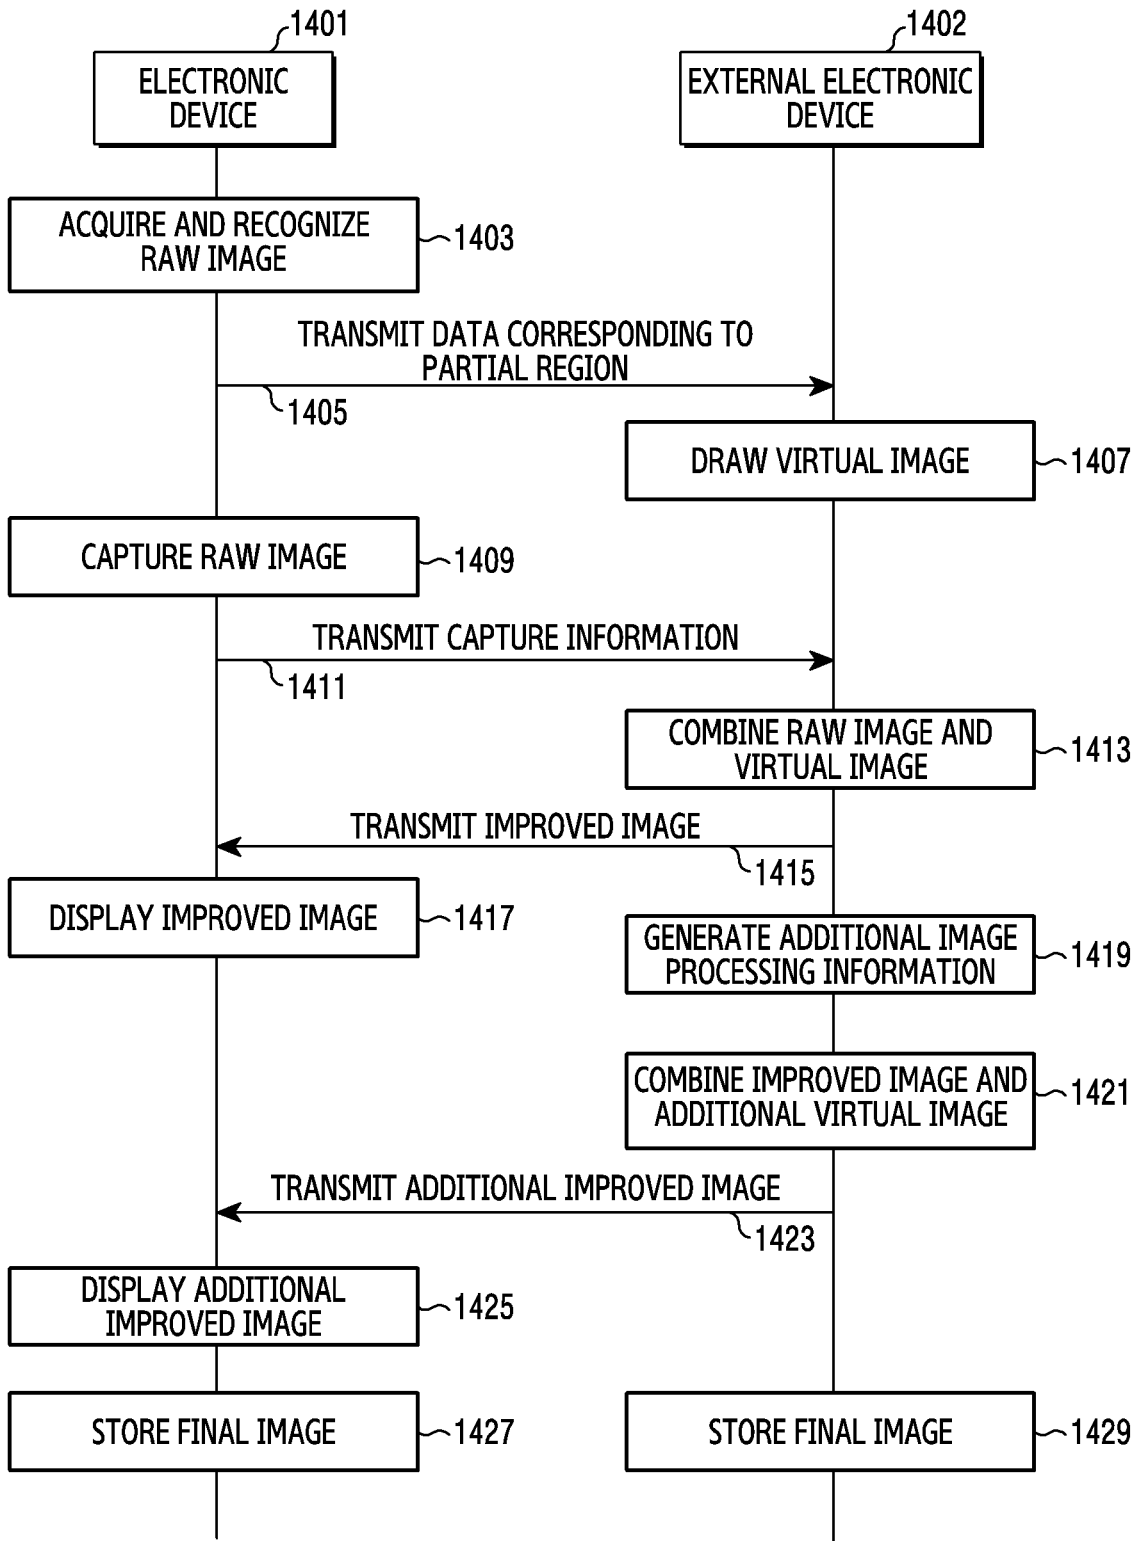 1401
1402
ELECTRONIC
DEVICE
EXTERNAL ELECTRONIC
DEVICE
ACQUIRE AND RECOGNIZE
RAW IMAGE
1403
TRANSMIT DATA CORRESPONDING TO
PARTIAL REGION
1405
DRAW VIRTUAL IMAGE
1407
CAPTURE RAW IMAGE
1409
TRANSMIT CAPTURE INFORMATION
1411
COMBINE RAW IMAGE AND
VIRTUAL IMAGE
1413
TRANSMIT IMPROVED IMAGE
1415
DISPLAY IMPROVED IMAGE
1417
GENERATE ADDITIONAL IMAGE
PROCESSING INFORMATION
1419
COMBINE IMPROVED IMAGE AND
ADDITIONAL VIRTUAL IMAGE
1421
TRANSMIT ADDITIONAL IMPROVED IMAGE
1423
DISPLAY ADDITIONAL
IMPROVED IMAGE
1425
STORE FINAL IMAGE
1427
STORE FINAL IMAGE
1429